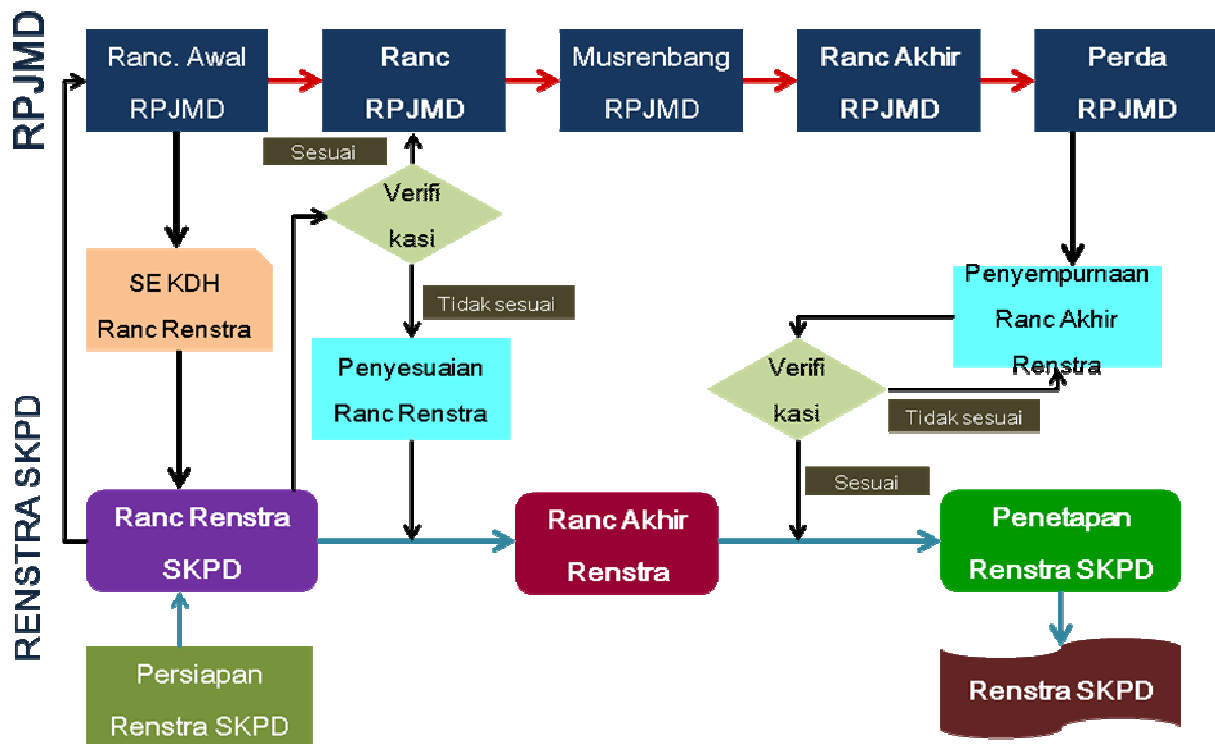 RPJMD
Ranc. Awal
RPJMD
Ranc
RPJMD
Musrenbang
RPJMD
Ranc Akhir
RPJMD
Perda
RPJMD
Sesuai
Verifi
kasi
Tidak sesuai
SE KDH
Ranc Renstra
Penyesuaian
Ranc Renstra
Penyempurnaan
Ranc Akhir
Renstra
Verifi
kasi
Tidak sesuai
Sesuai
RENSTRA SKPD
Ranc Renstra
SKPD
Ranc Akhir
Renstra
Penetapan
Renstra SKPD
Persiapan
Renstra SKPD
Renstra SKPD